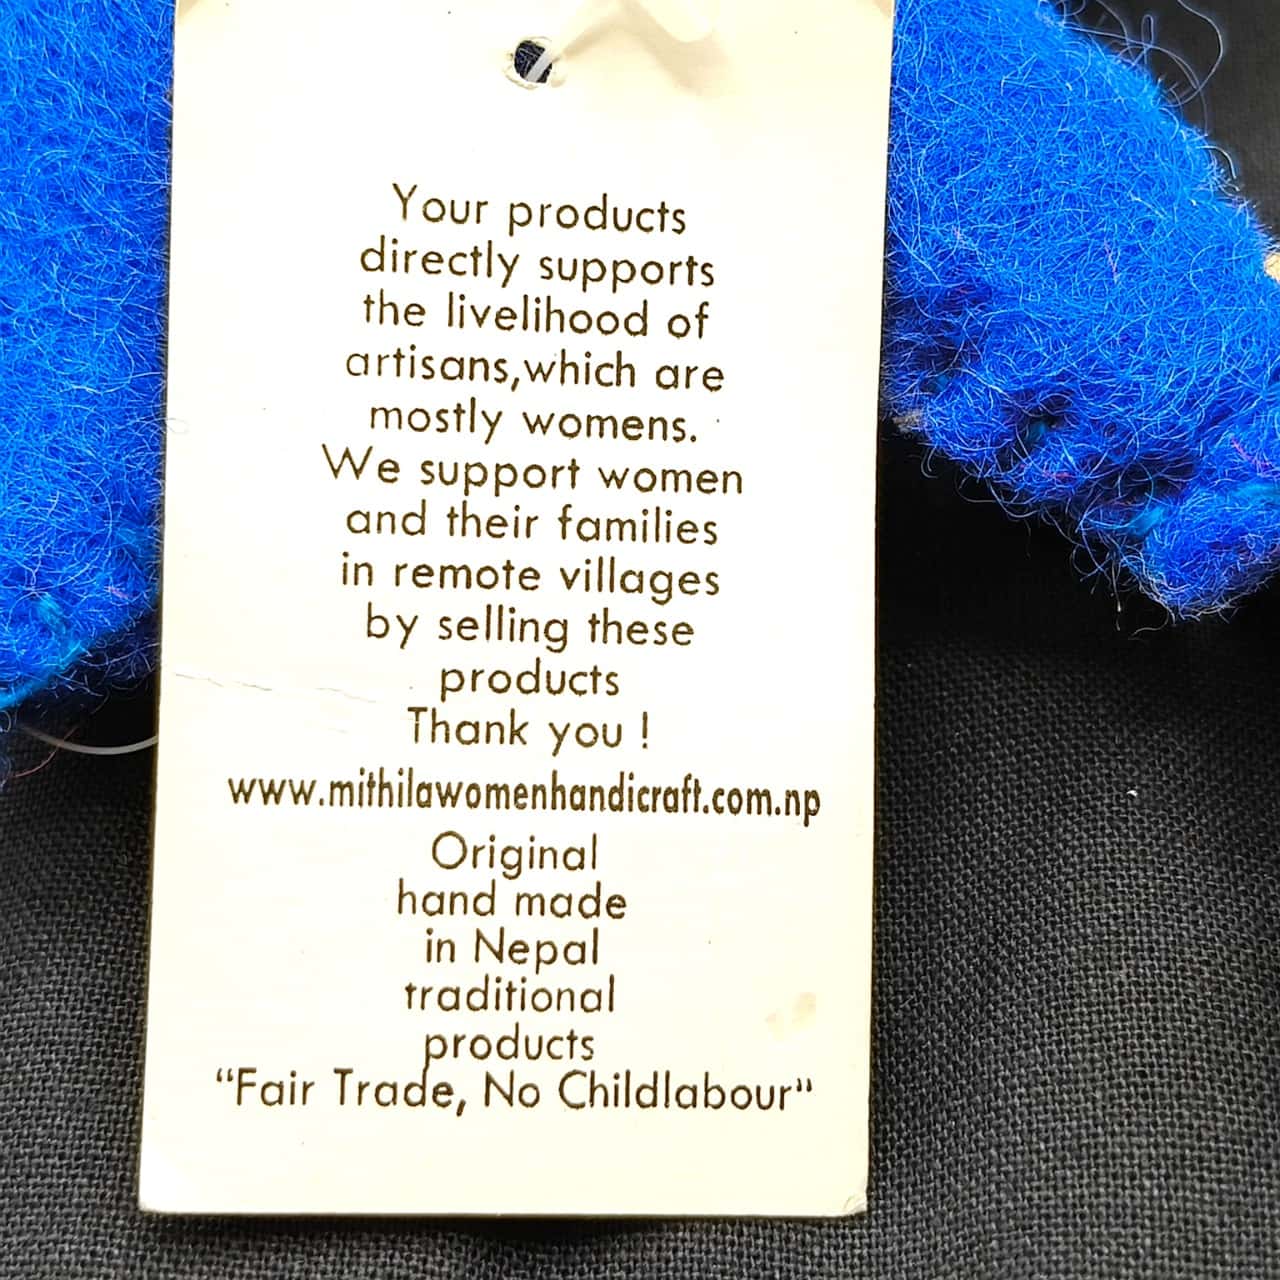 Your products
directly supports
the livelihood of
artisans,which are
mostly womens.
We support women
and their families
in remote villages
by selling these
products
Thank you !
www.mithilawomenhandicraft.com.np
Original
hand made
in Nepal
traditional
products
“Fair Trade, No Childlabour”